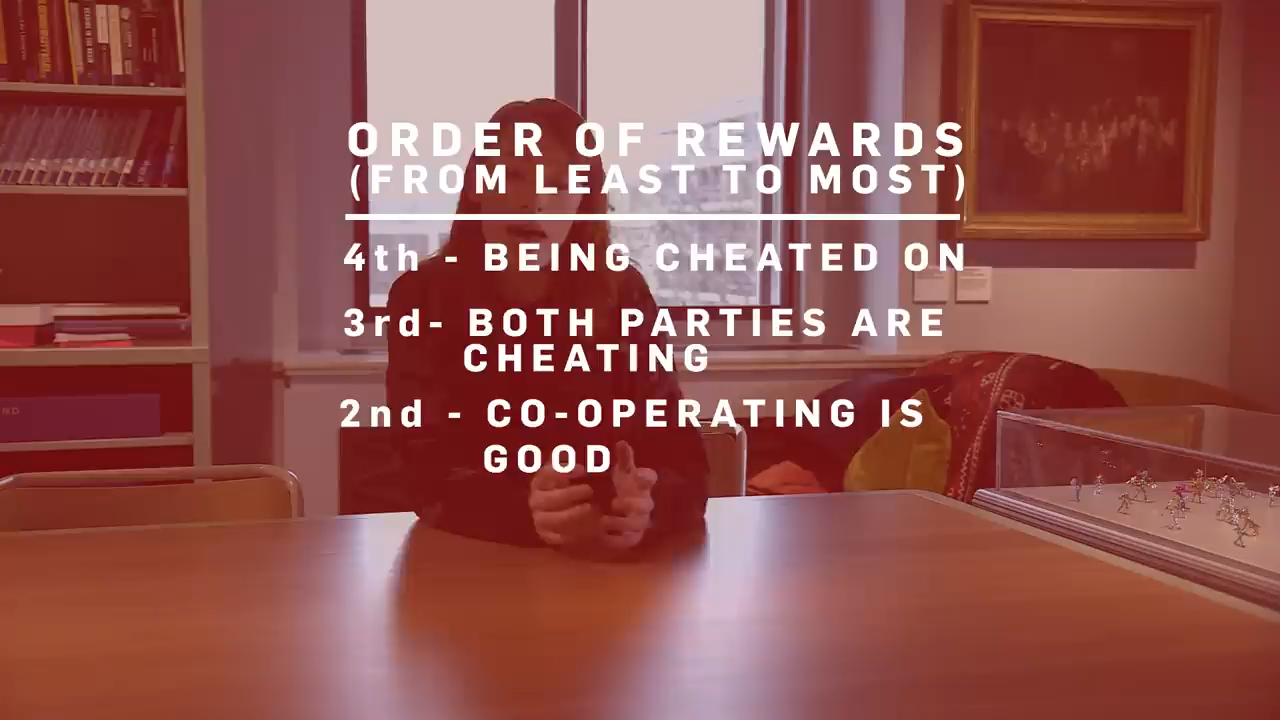 ORDER OF REWARDS
(FROM LEAST TO MOST)
4th - BEING CHEATED ON
3rd- BOTH PARTIES ARE
CHEATING
2nd - CO-OPERATING IS
GOOD